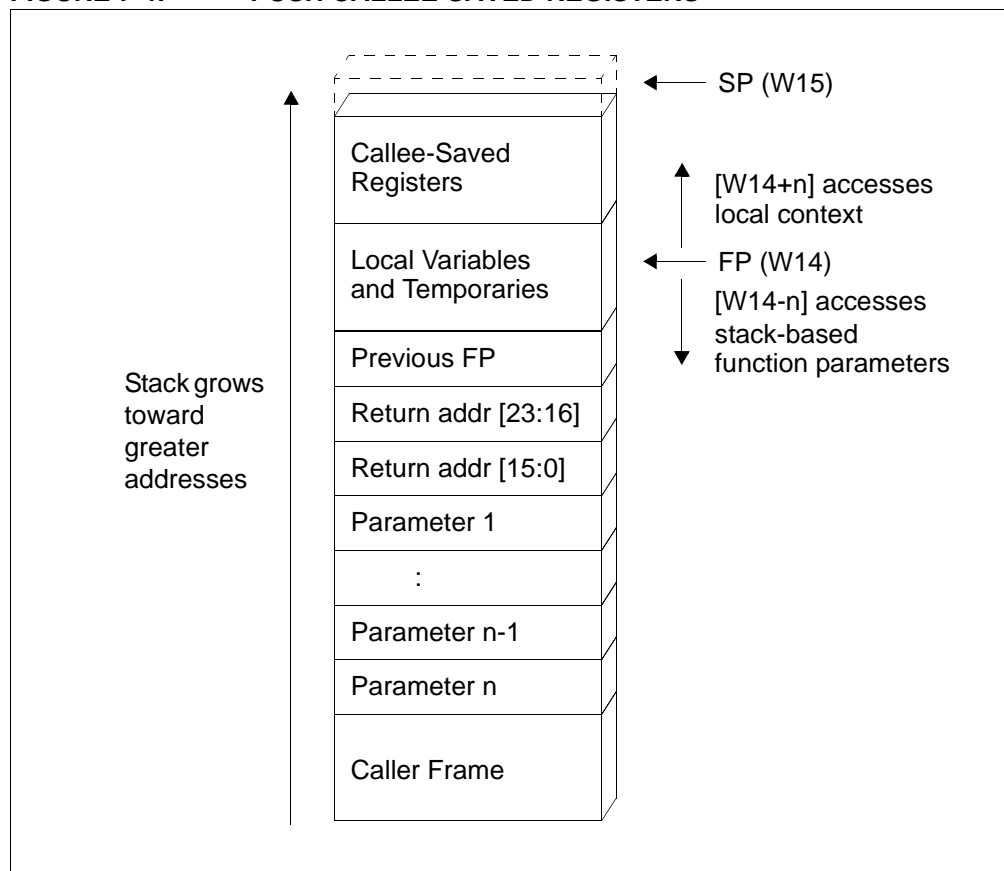 Callee-Saved
Registers
Local Variables
and Temporaries
Previous FP
Return addr [23:16]
Return addr [15:0]
Parameter 1
:
Parameter n-1
Parameter n
Caller Frame
Stack grows
toward
greater
addresses
SP (W15)
[W14+n] accesses
local context
FP (W14)
[W14-n] accesses
stack-based
function parameters